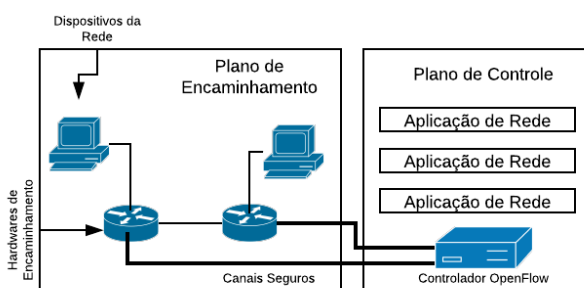 Dispositivos da
Rede
Plano de
Encaminhamento
Hardwares de
Encaminhamento
Canais Seguros
Plano de Controle
Aplicação de Rede
Aplicação de Rede
Aplicação de Rede
Controlador OpenFlow